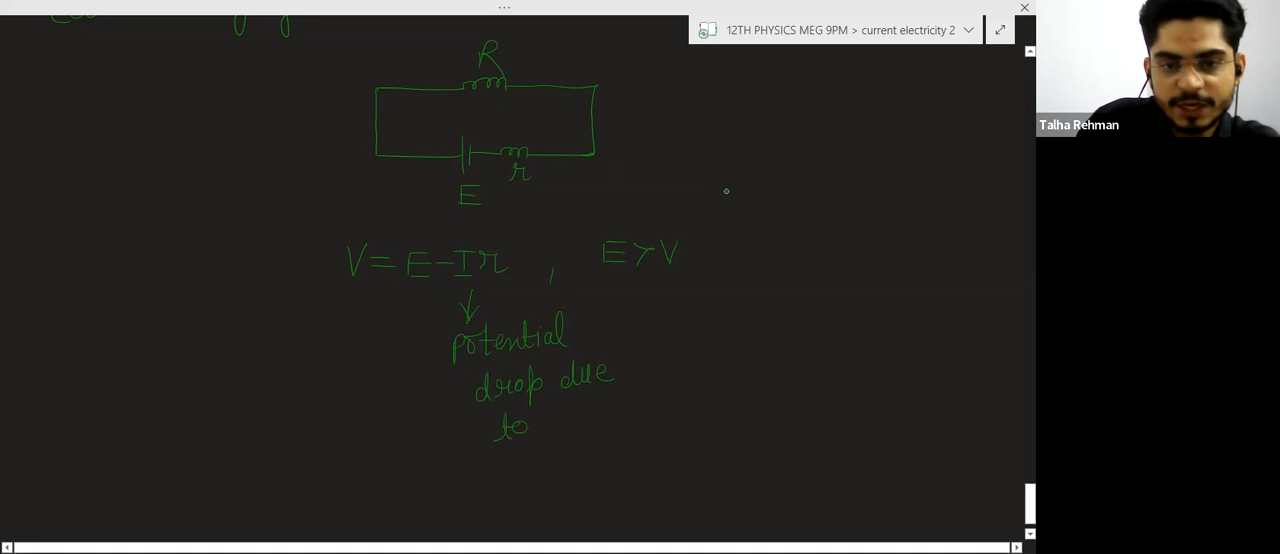 12TH PHYSICS MEG 9PM > current electricity 2
Talha Rehman
R
r
E
V = E - Ir , E > V
potential
drop due
to